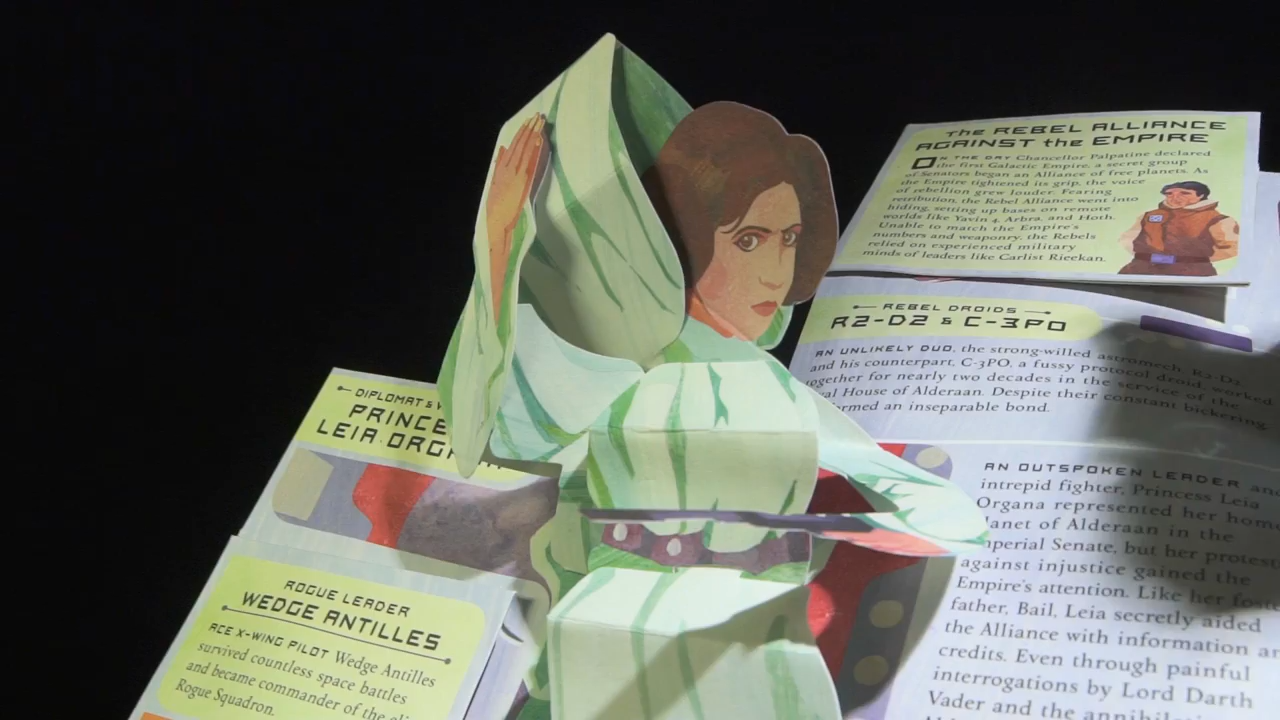 the REBEL ALLIANCE
AGAINST the EMPIRE
ON THE DAY Chancellor Palpatine declared
the first Galactic Empire, a secret group
of Senators began an Alliance of free planets. As
the Empire tightened its grip, the voice
of rebellion grew louder. Fearing
retribution, the Rebel Alliance went into
hiding, setting up bases on remote
worlds like Yavin 4, Arbra, and Hoth.
Unable to match the Empire's
numbers and weaponry, the Rebels
relied on experienced military
minds of leaders like Carlist Rieekan.
REBEL DROIDS
R2-D2 & C-3PO
AN UNLIKELY DUO, the strong-willed astromech, R2-D2
and his counterpart, C-3PO, a fussy protocol droid, worked
together for nearly two decades in the service of the
al House of Alderaan. Despite their constant bickering,
rmed an inseparable bond.
DIPLOMAT &
PRINCE
LEIA ORGA
AN OUTSPOKEN LEADER and
intrepid fighter, Princess Leia
Organa represented her home
planet of Alderaan in the
Imperial Senate, but her protest
against injustice gained the
Empire's attention. Like her fost
father, Bail, Leia secretly aided
the Alliance with information an
credits. Even through painful
interrogations by Lord Darth
Vader and the annihil
ROGUE LEADER
WEDGE ANTILLES
ACE X-WING PILOT Wedge Antilles
survived countless space battles
and became commander of the eli
Rogue Squadron.